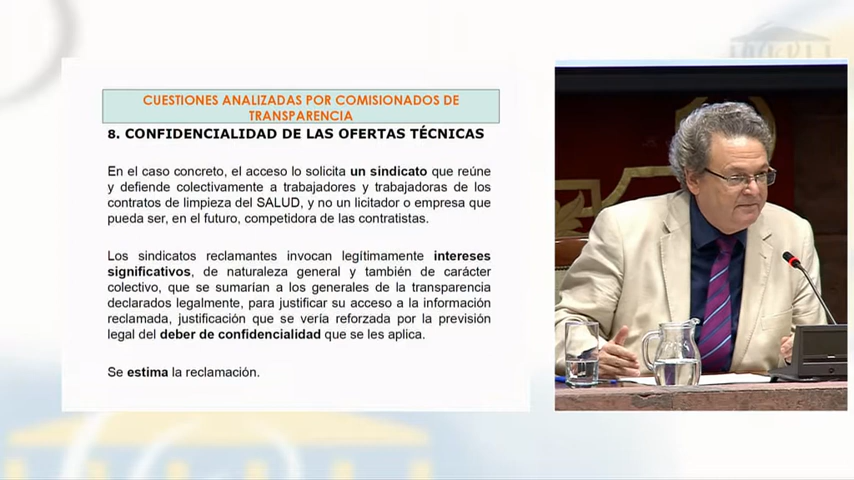 CUESTIONES ANALIZADAS POR COMISIONADOS DE
TRANSPARENCIA
8. CONFIDENCIALIDAD DE LAS OFERTAS TÉCNICAS
En el caso concreto, el acceso lo solicita un sindicato que reúne
y defiende colectivamente a trabajadores y trabajadoras de los
contratos de limpieza del SALUD, y no un licitador o empresa que
pueda ser, en el futuro, competidora de las contratistas.
Los sindicatos reclamantes invocan legítimamente intereses
significativos, de naturaleza general y también de carácter
colectivo, que se sumarían a los generales de la transparencia
declarados legalmente, para justificar su acceso a la información
reclamada, justificación que se vería reforzada por la previsión
legal del deber de confidencialidad que se les aplica.
Se estima la reclamación.